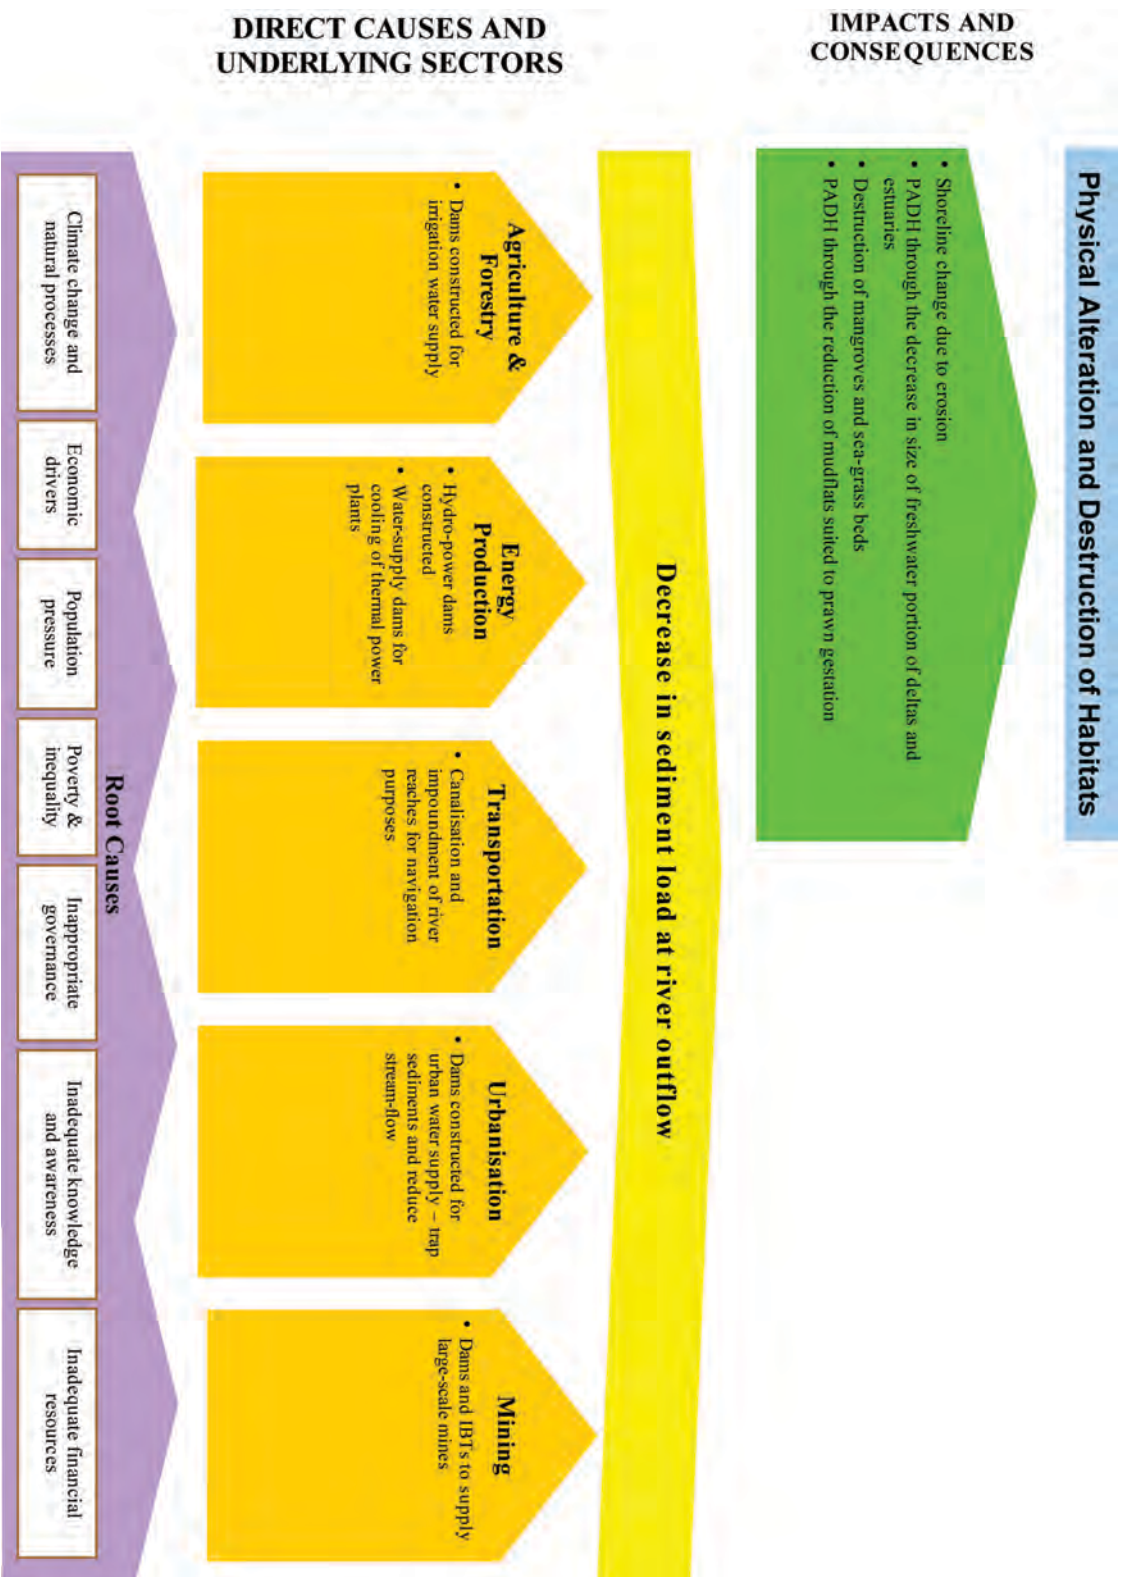 DIRECT CAUSES AND
UNDERLYING SECTORS
IMPACTS AND
CONSEQUENCES
Physical Alteration and Destruction of Habitats
• Shoreline change due to erosion
• PADH through the decrease in size of freshwater portion of deltas and
estuaries
• Destruction of mangroves and sea-grass beds
• PADH through the reduction of mudflats suited to prawn gestation
Decrease in sediment load at river outflow
Agriculture &
Forestry
• Dams constructed for
irrigation water supply
Energy
Production
• Hydro-power dams
constructed
• Water-supply dams for
cooling of thermal power
plants
Transportation
• Canalisation and
impoundment of river
reaches for navigation
purposes
Urbanisation
• Dams constructed for
urban water supply – trap
sediments and reduce
stream-flow
Mining
• Dams and IBTs to supply
large-scale mines
Root Causes
Climate change and
natural processes
Economic
drivers
Population
pressure
Poverty &
inequality
Inappropriate
governance
Inadequate knowledge
and awareness
Inadequate financial
resources